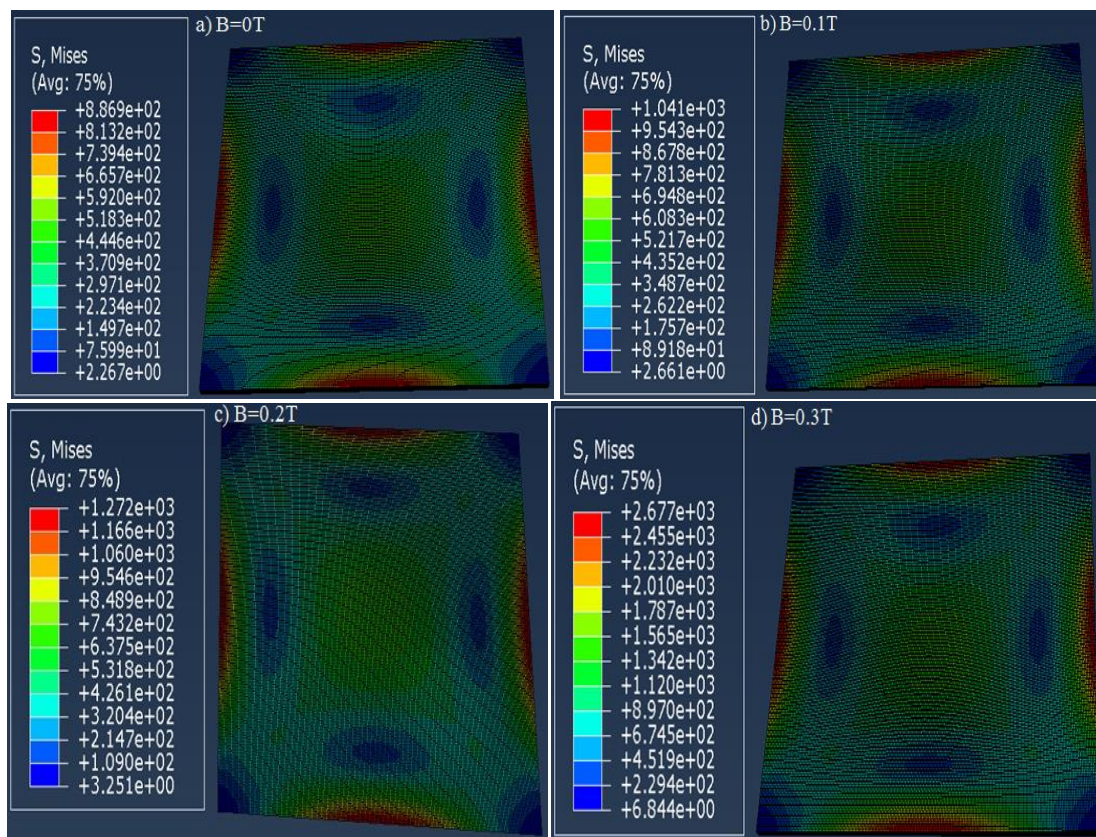 a) B=0T
S, Mises
(Avg: 75%)
+8.869e+02
+8.132e+02
+7.394e+02
+6.657e+02
+5.920e+02
+5.183e+02
+4.446e+02
+3.709e+02
+2.971e+02
+2.234e+02
+1.497e+02
+7.599e+01
+2.267e+00
b) B=0.1T
S, Mises
(Avg: 75%)
+1.041e+03
+9.543e+02
+8.678e+02
+7.813e+02
+6.948e+02
+6.083e+02
+5.217e+02
+4.352e+02
+3.487e+02
+2.622e+02
+1.757e+02
+8.918e+01
+2.661e+00
c) B=0.2T
S, Mises
(Avg: 75%)
+1.272e+03
+1.166e+03
+1.060e+03
+9.546e+02
+8.489e+02
+7.432e+02
+6.375e+02
+5.318e+02
+4.261e+02
+3.204e+02
+2.147e+02
+1.090e+02
+3.251e+00
d) B=0.3T
S, Mises
(Avg: 75%)
+2.677e+03
+2.455e+03
+2.232e+03
+2.010e+03
+1.787e+03
+1.565e+03
+1.342e+03
+1.120e+03
+8.970e+02
+6.745e+02
+4.519e+02
+2.294e+02
+6.844e+00